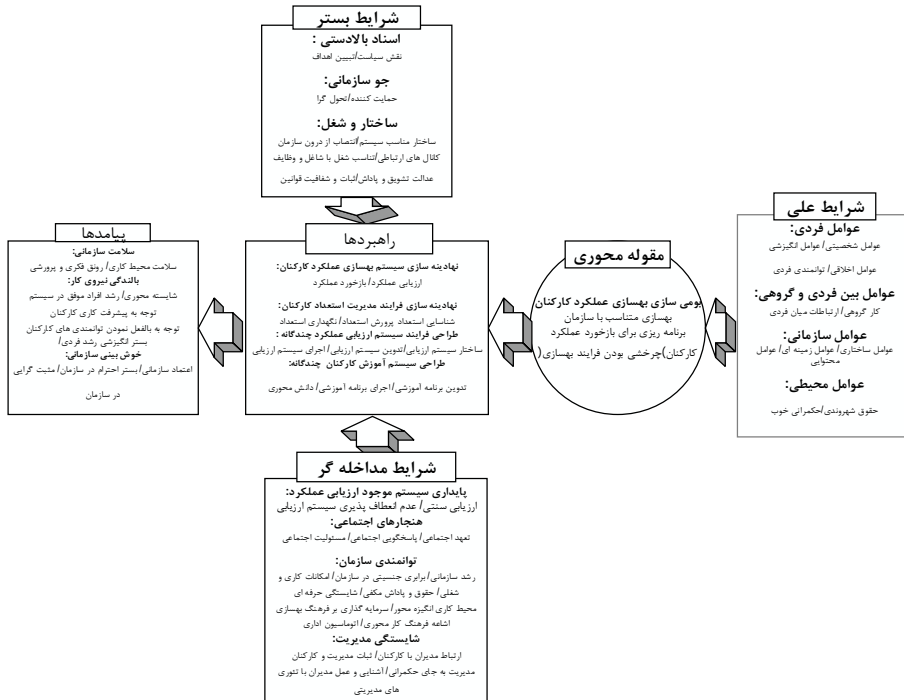 شرایط بستر
اسناد بالادستی :
نقش سیاست/تبیین اهداف
جو سازمانی:
حمایت کننده/تحول گرا
ساختار و شغل:
ساختار مناسب سیستم/انتصاب از درون سازمان
کانال های ارتباطی/تناسب شغل با شاغل و وظایف
عدالت تشویق و پاداش/ثبات و شفافیت قوانین
شرایط علی
عوامل فردی:
عوامل شخصیتی/عوامل انگیزشی
عوامل اخلاقی/ توانمندی فردی
عوامل بین فردی و گروهی:
کار گروهی/ ارتباطات میان فردی
عوامل سازمانی:
عوامل ساختاری/ عوامل زمینه ای/ عوامل
محتوایی
عوامل محیطی:
حقوق شهروندی/حکمرانی خوب
مقوله محوری
بومی سازی بهسازی عملکرد کارکنان
بهسازی متناسب با سازمان
برنامه ریزی برای بازخورد عملکرد
کارکنان)چرخشی بودن فرایند بهسازی(
راهبردها
نهادینه سازی سیستم بهسازی عملکرد کارکنان:
ارزیابی عملکرد/ بازخورد عملکرد
نهادینه سازی فرایند مدیریت استعداد کارکنان:
شناسایی استعداد/ پرورش استعداد/ نگهداری استعداد
طراحی فرایند سیستم ارزیابی عملکرد چندگانه :
ساختار سیستم ارزیابی/تدوین سیستم ارزیابی/ اجرای سیستم ارزیابی
طراحی سیستم آموزش کارکنان چندگانه:
تدوین برنامه آموزشی/ اجرای برنامه آموزشی/ دانش محوری
پیامدها
سلامت سازمانی:
سلامت محیط کاری/ رونق فکری و پرورشی
بالندگی نیروی کار:
شایسته محوری/ رشد افراد موفق در سیستم
توجه به پیشرفت کاری کارکنان
توجه به بالفعل نمودن توانمندی های کارکنان
بستر انگیزشی رشد فردی/
خوش بینی سازمانی:
اعتماد سازمانی/ بستر احترام در سازمان/ مثبت گرایی
در سازمان
شرایط مداخله گر
پایداری سیستم موجود ارزیابی عملکرد:
ارزیابی سنتی/ عدم انعطاف پذیری سیستم ارزیابی
هنجارهای اجتماعی:
تعهد اجتماعی/ پاسخگویی اجتماعی/ مسئولیت اجتماعی
توانمندی سازمان:
رشد سازمانی/ برابری جنسیتی در سازمان/ امکانات کاری و
شغلی/ حقوق و پاداش مکفی/ شایستگی حرفه ای
محیط کاری انگیزه محور/ سرمایه گذاری بر فرهنگ بهسازی
اشاعه فرهنگ کار محوری/ اتوماسیون اداری
شایستگی مدیریت:
ارتباط مدیران با کارکنان/ ثبات مدیریت و کارکنان
مدیریت به جای حکمرانی/ آشنایی و عمل مدیران با تئوری
های مدیریتی